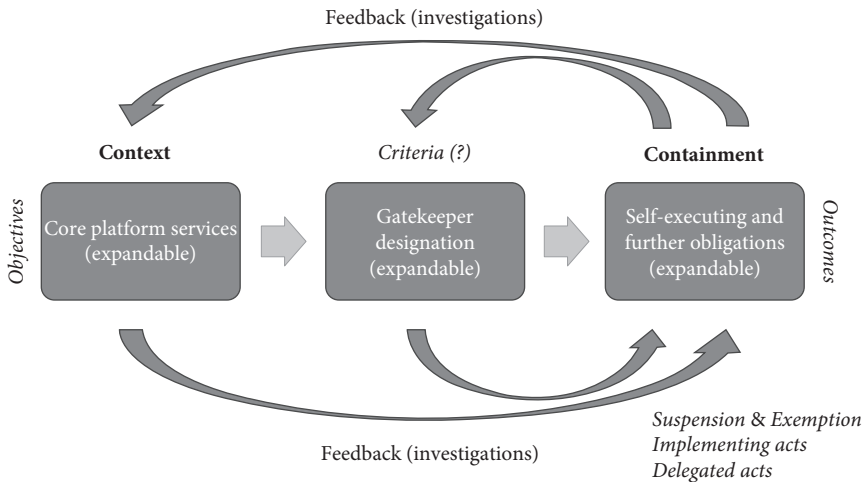 Feedback (investigations)
Context
Criteria (?)
Containment
Objectives
Core platform services
(expandable)
Gatekeeper
designation
(expandable)
Self-executing and
further obligations
(expandable)
Outcomes
Feedback (investigations)
Suspension & Exemption
Implementing acts
Delegated acts